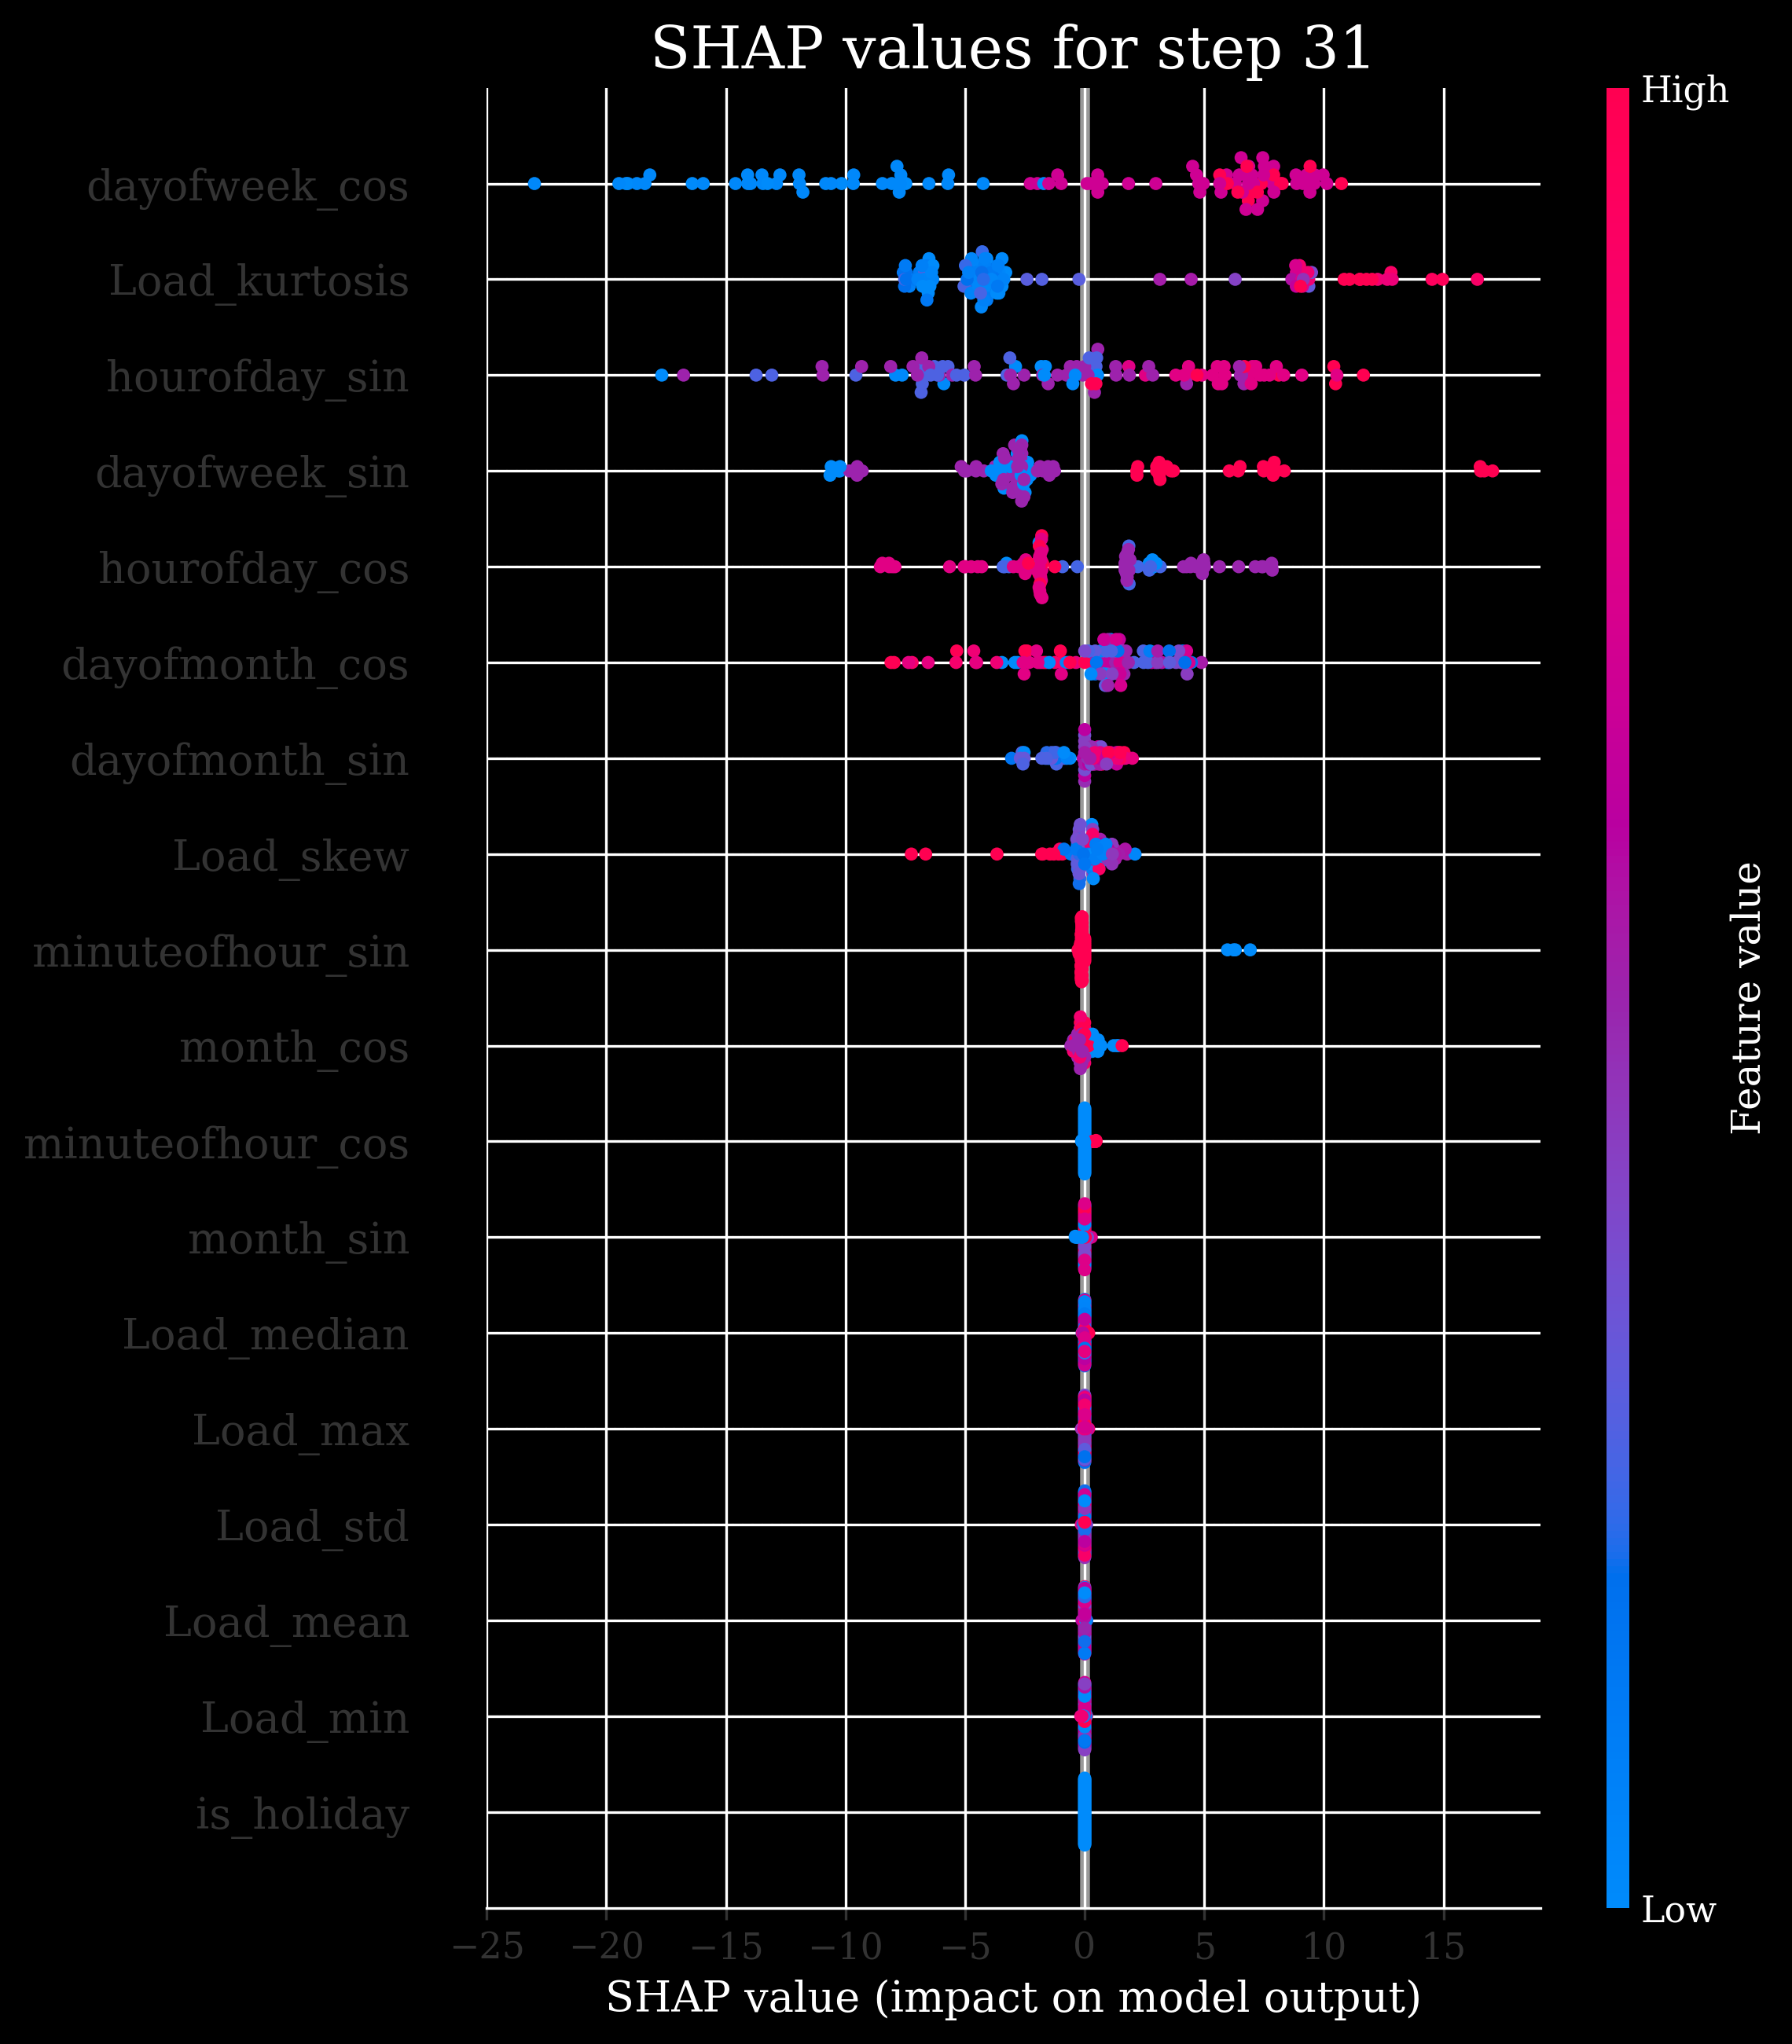 SHAP values for step 31
High
dayofweek_cos
Load_kurtosis
hourofday_sin
dayofweek_sin
hourofday_cos
dayofmonth_cos
dayofmonth_sin
Load_skew
minuteofhour_sin
month_cos
minuteofhour_cos
month_sin
Load_median
Load_max
Load_std
Load_mean
Load_min
is_holiday
Feature value
Low
−25 −20 −15 −10 −5 0 5 10 15
SHAP value (impact on model output)